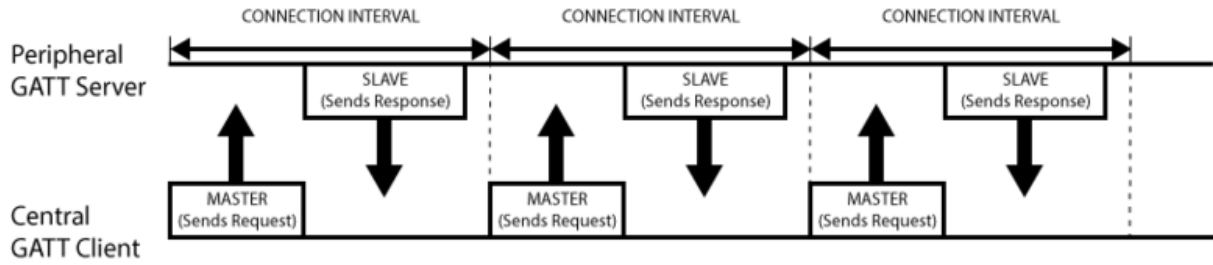 CONNECTION INTERVAL
CONNECTION INTERVAL
CONNECTION INTERVAL
Peripheral
GATT Server
SLAVE
(Sends Response)
SLAVE
(Sends Response)
SLAVE
(Sends Response)
MASTER
(Sends Request)
MASTER
(Sends Request)
MASTER
(Sends Request)
Central
GATT Client